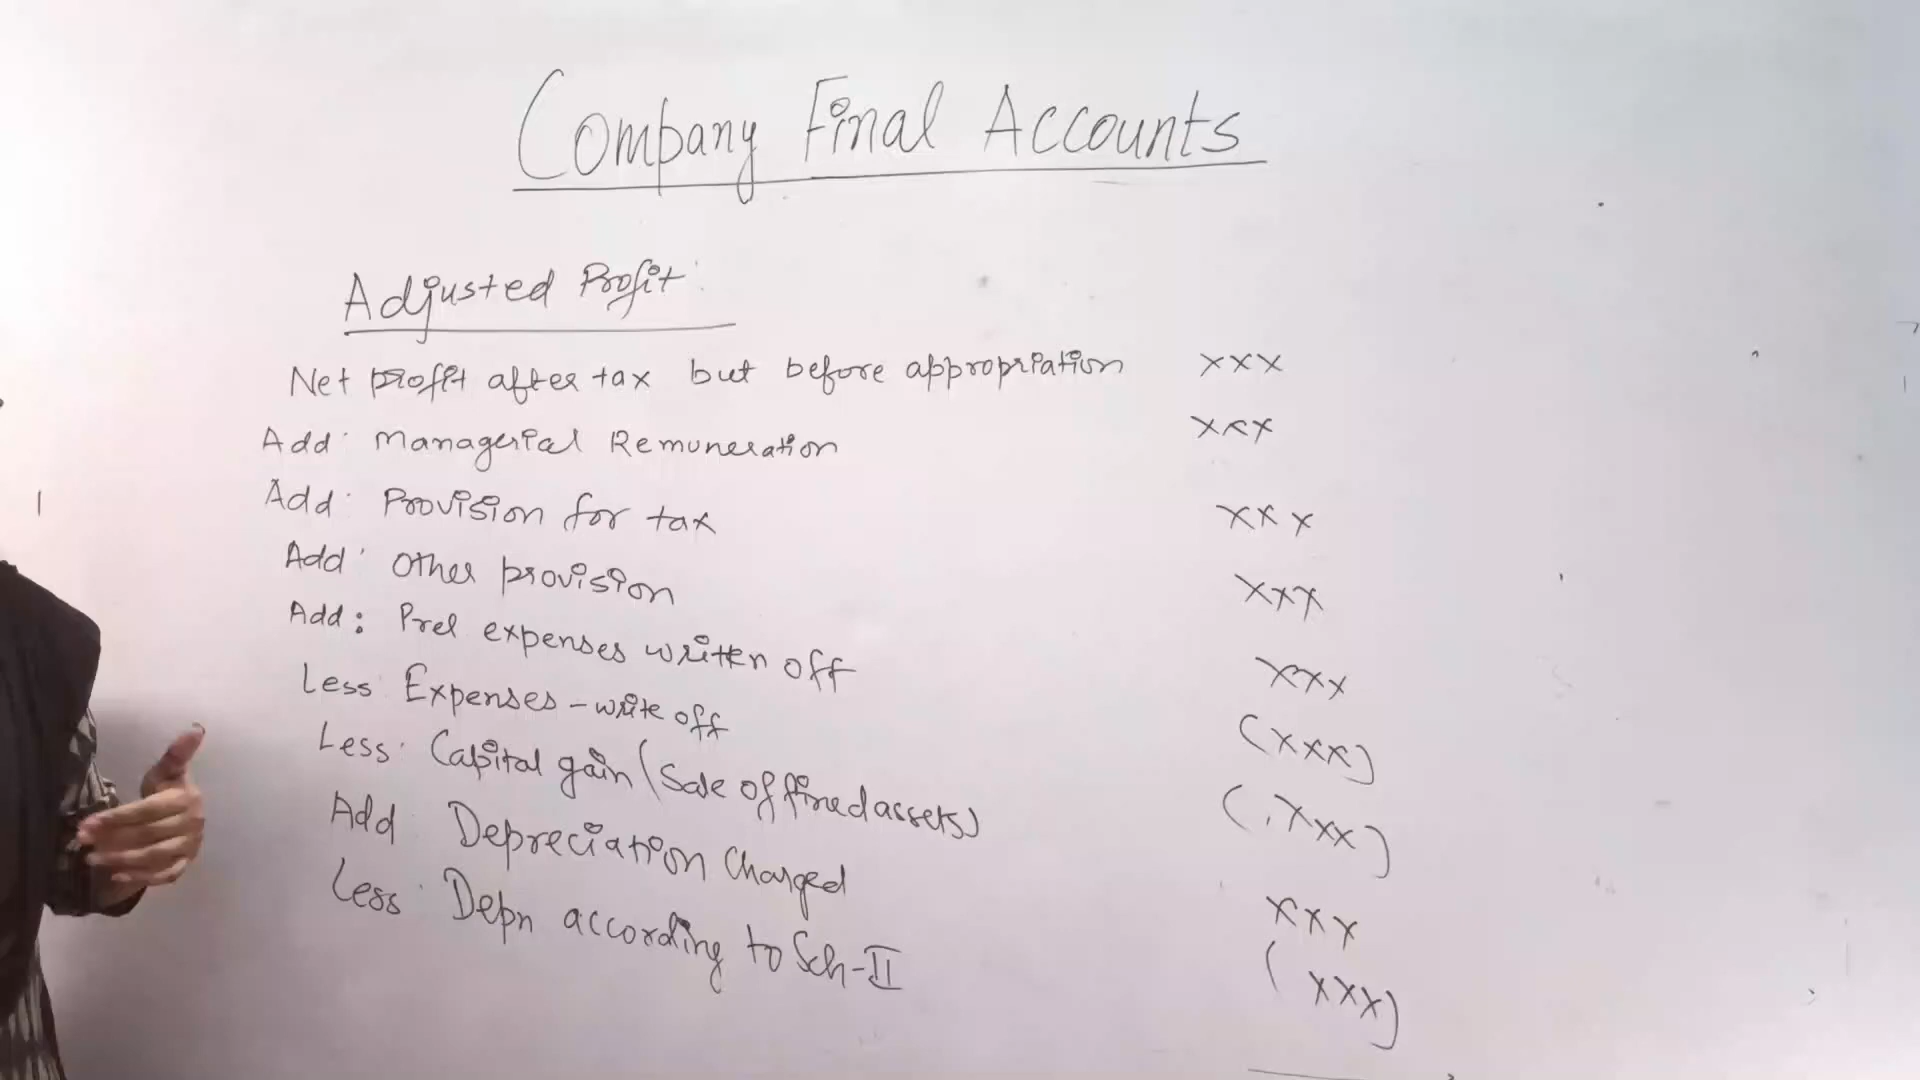 Company Final Accounts
Adjusted Profit:
Net profit after tax but before appropriation xxx
Add: Managerial Remuneration xxx
Add: Provision for tax xxx
Add: Other provision xxx
Add: Prel expenses written off xxx
Less: Expenses - write off (xxx)
Less: Capital gain (Sale of fixed assets) (xxx)
Add: Depreciation Charged xxx
Less: Depn according to Sch-II (xxx)